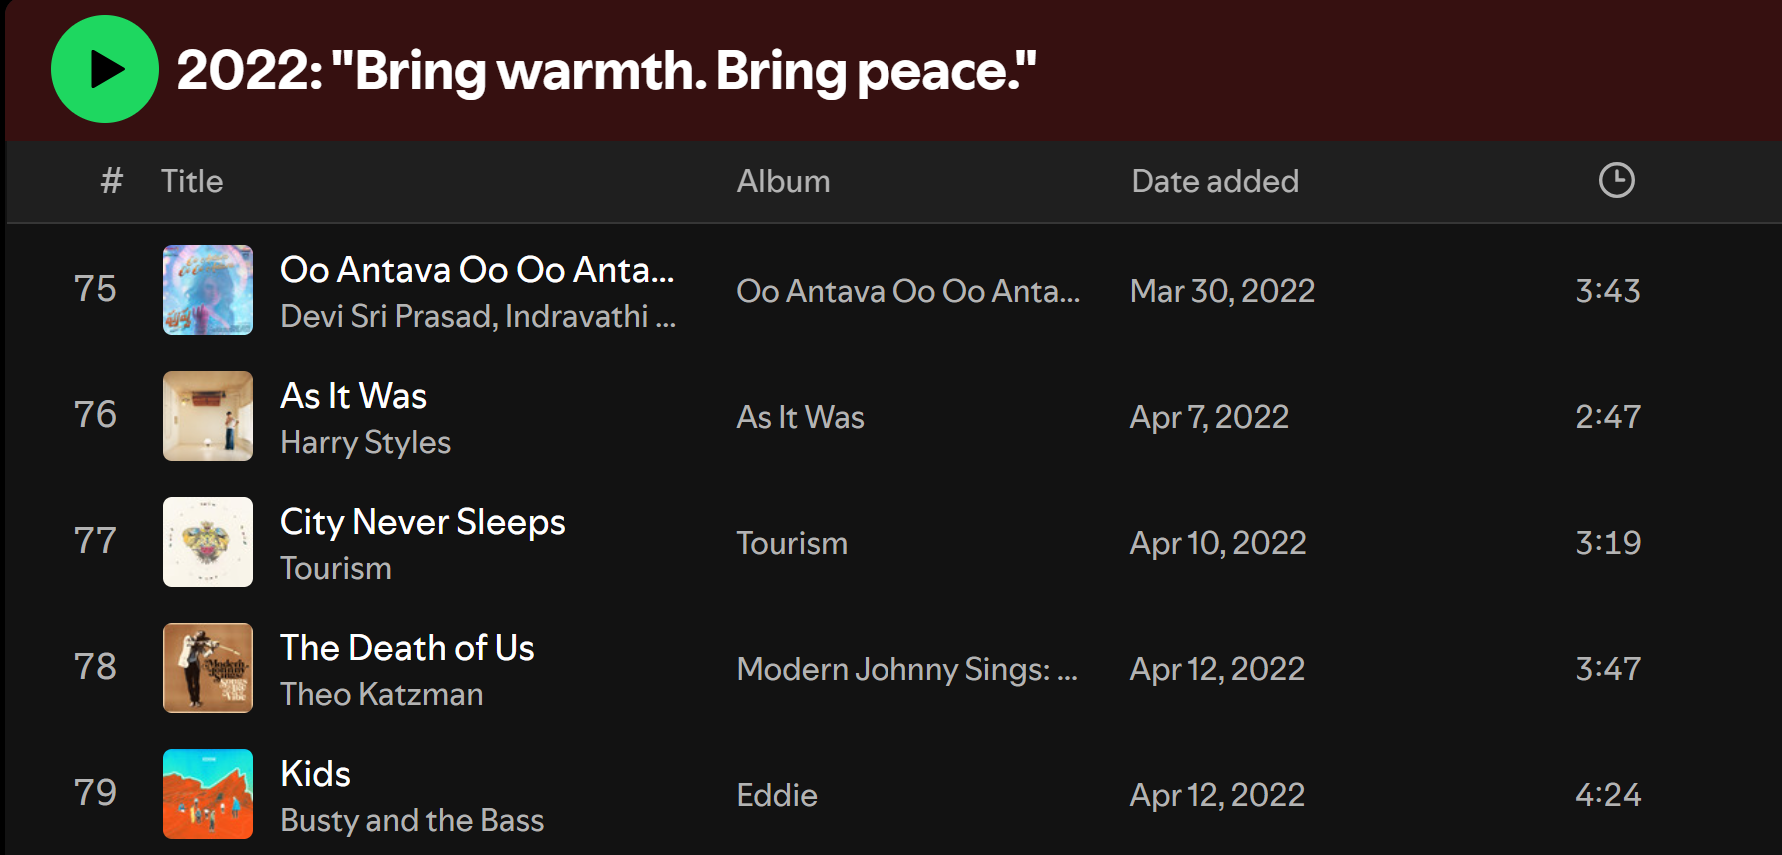 2022: "Bring warmth. Bring peace."
# Title Album Date added
75 Oo Antava Oo Oo Anta... Oo Antava Oo Oo Anta... Mar 30, 2022 3:43
Devi Sri Prasad, Indravathi ...
76 As It Was As It Was Apr 7, 2022 2:47
Harry Styles
77 City Never Sleeps Tourism Apr 10, 2022 3:19
Tourism
78 The Death of Us Modern Johnny Sings: ... Apr 12, 2022 3:47
Theo Katzman
79 Kids Eddie Apr 12, 2022 4:24
Busty and the Bass